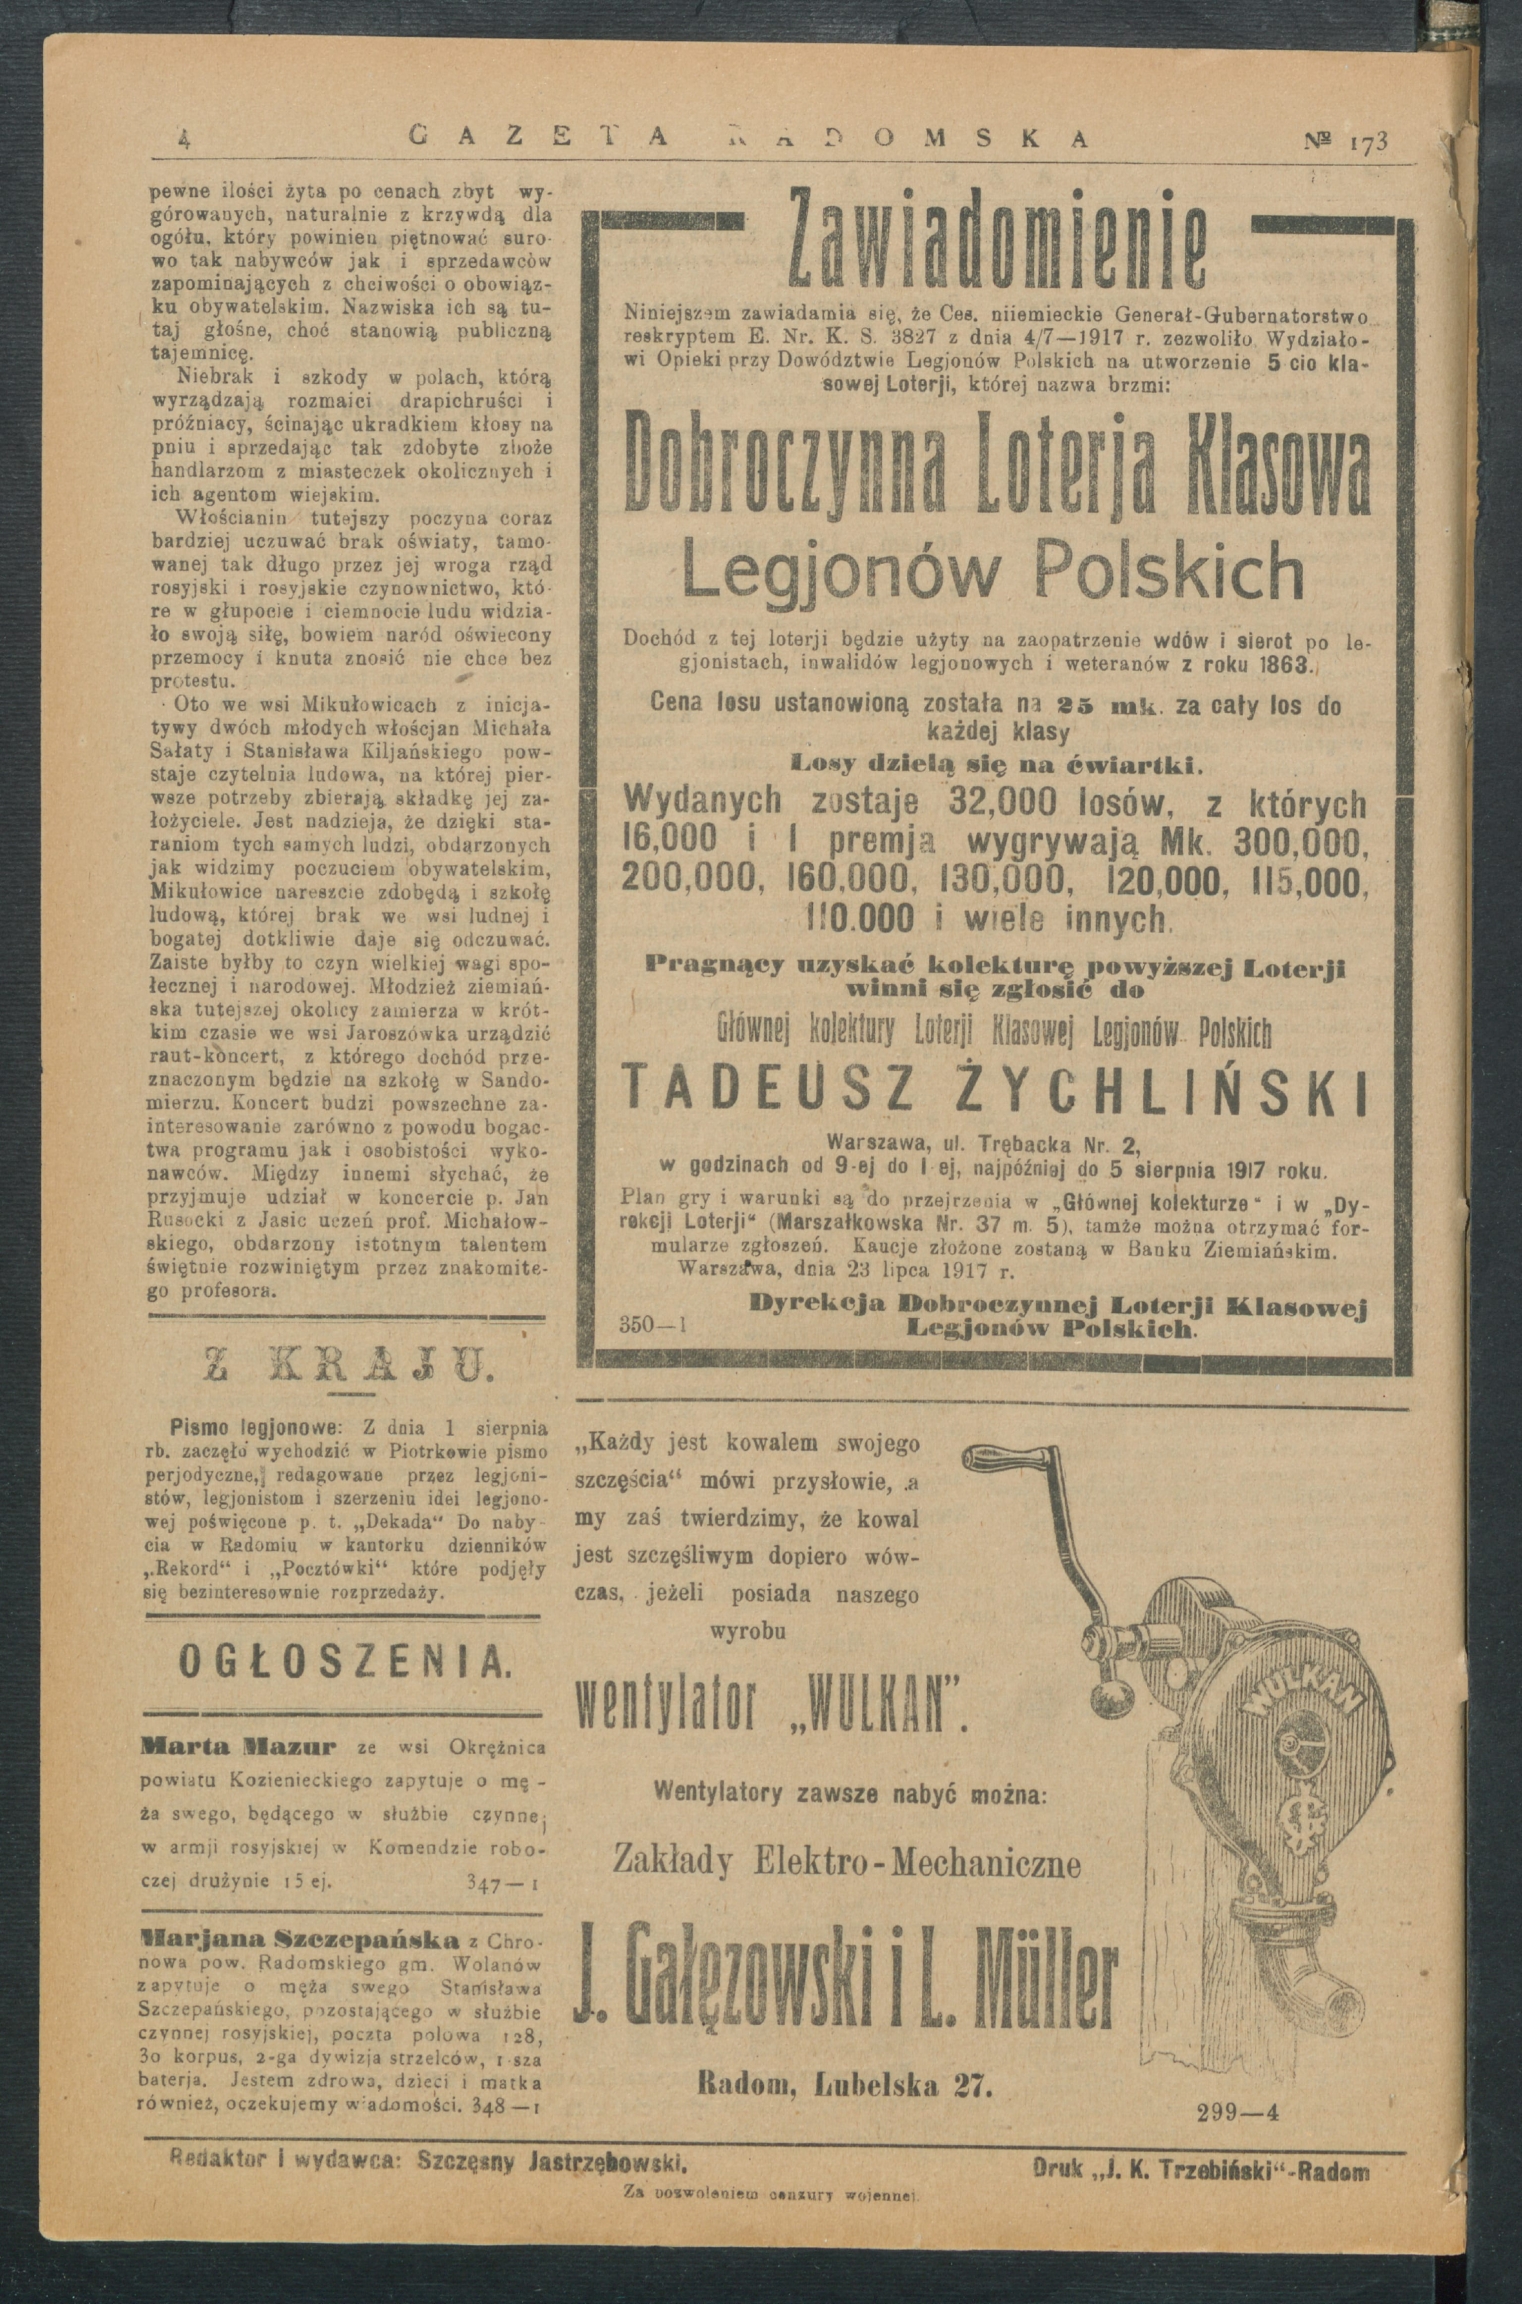 4
GAZETA RADOMSKA
№ 173
pewne ilości żyta po cenach zbyt wy-
górowanych, naturalnie z krzywdą dla
ogółu, który powinien piętnować suro-
wo tak nabywców jak i sprzedawców
zapominających z chciwości o obowiąz-
ku obywatelskim. Nazwiska ich są tu-
taj głośne, choć stanowią publiczną
tajemnicę.
Niebrak i szkody w polach, którą
wyrządzają rozmaici drapichruści i
próżniacy, ścinając ukradkiem kłosy na
pniu i sprzedając tak zdobyte zboże
handlarzom z miasteczek okolicznych i
ich agentom wiejskim.
Włościanin tutejszy poczyna coraz
bardziej uczuwać brak oświaty, tamo-
wanej tak długo przez jej wroga rząd
rosyjski i rosyjskie czynownictwo, któ-
re w głupocie i ciemnocie ludu widzia-
ło swoją siłę, bowiem naród oświecony
przemocy i knuta znosić nie chce bez
protestu.
Oto we wsi Mikułowicach z inicja-
tywy dwóch młodych włościan Michała
Sałaty i Stanisława Kiljańskiego pow-
staje czytelnia ludowa, na której pier-
wsze potrzeby zbierają składkę jej za-
łożyciele. Jest nadzieja, że dzięki sta-
raniom tych samych ludzi, obdarzonych
jak widzimy poczuciem obywatelskim,
Mikułowice nareszcie zdobędą i szkołę
ludową, której brak we wsi ludnej i
bogatej dotkliwie daje się odczuwać.
Zaiste byłby to czyn wielkiej wagi spo-
łecznej i narodowej. Młodzież ziemiań-
ska tutejszej okolicy zamierza w krót-
kim czasie we wsi Jaroszówka urządzić
raut-koncert, z którego dochód prze-
znaczonym będzie na szkołę w Sando-
mierzu. Koncert budzi powszechne za-
interesowanie zarówno z powodu bogac-
twa programu jak i osobistości wyko-
nawców. Między innemi słychać, że
przyjmuje udział w koncercie p. Jan
Rusocki z Jasic uczeń prof. Michałow-
skiego, obdarzony istotnym talentem
świętnie rozwiniętym przez znakomite-
go profesora.
Z KRAJU.
Pismo legjonowe: Z dnia 1 sierpnia
rb. zaczęło wychodzić w Piotrkowie pismo
perjodyczne, redagowane przez legjoni-
stów, legjonistom i szerzeniu idei legjono-
wej poświęcone p. t. „Dekada“ Do naby-
cia w Radomiu w kantorku dzienników
„Rekord“ i „Pocztówki“ które podjęły
się bezinteresownie rozprzedaży.
OGŁOSZENIA.
Marta Mazur ze wsi Okrężnica
powiatu Kozienieckiego zapytuje o mę-
ża swego, będącego w służbie czynnej
w armji rosyjskiej w Komendzie robo-
czej drużynie 15 ej. 347—1
Marjana Szczepańska z Chro-
nowa pow. Radomskiego gm. Wolanów
zapytuje o męża swego Stanisława
Szczepańskiego, pozostającego w służbie
czynnej rosyjskiej, poczta polowa 128,
30 korpus, 2-ga dywizja strzelców, 1 sza
baterja. Jestem zdrowa, dzieci i matka
również, oczekujemy wiadomości. 348—1
Zawiadomienie
Niniejszem zawiadamia się, że Ces. niiemieckie Generał-Gubernatorstwo
reskryptem E. Nr. K. S. 3827 z dnia 4/7—1917 r. zezwoliło Wydziało-
wi Opieki przy Dowództwie Legjonów Polskich na utworzenie 5 cio kla-
sowej Loterji, której nazwa brzmi:
Dobroczynna Loterja Klasowa
Legjonów Polskich
Dochód z tej loterji będzie użyty na zaopatrzenie wdów i sierot po le-
gjonistach, inwalidów legjonowych i weteranów z roku 1863.
Cena losu ustanowioną została na 25 mk. za cały los do
każdej klasy
Losy dzielą się na ćwiartki.
Wydanych zostaje 32,000 losów, z których
16,000 i 1 premja wygrywają Mk. 300,000,
200,000, 160,000, 130,000, 120,000, 115,000,
110.000 i wiele innych.
Pragnący uzyskać kolekturę powyższej Loterji
winni się zgłosić do
Głównej kolektury Loterji Klasowej Legjonów Polskich
TADEUSZ ŻYCHLIŃSKI
Warszawa, ul. Trębacka Nr. 2,
w godzinach od 9-ej do 1 ej, najpóźniej do 5 sierpnia 1917 roku.
Plan gry i warunki są do przejrzenia w „Głównej kolekturze“ i w „Dy-
rekcji Loterji“ (Marszałkowska Nr. 37 m. 5), tamże można otrzymać for-
mularze zgłoszeń. Kaucje złożone zostaną w Banku Ziemiańskim.
Warszawa, dnia 23 lipca 1917 r.
Dyrekcja Dobroczynnej Loterji Klasowej
350—1 Legjonów Polskich.
„Każdy jest kowalem swojego
szczęścia“ mówi przysłowie, a
my zaś twierdzimy, że kowal
jest szczęśliwym dopiero wów-
czas, jeżeli posiada naszego
wyrobu
wentylator „WULKAN”.
WULKAN
Wentylatory zawsze nabyć można:
Zakłady Elektro-Mechaniczne
J. Gałęzowski i L. Müller
Radom, Lubelska 27.
299—4
Redaktor i wydawca: Szczęsny Jastrzębowski.
Druk „J. K. Trzebiński“-Radom
Za pozwoleniem cenzury wojennej.